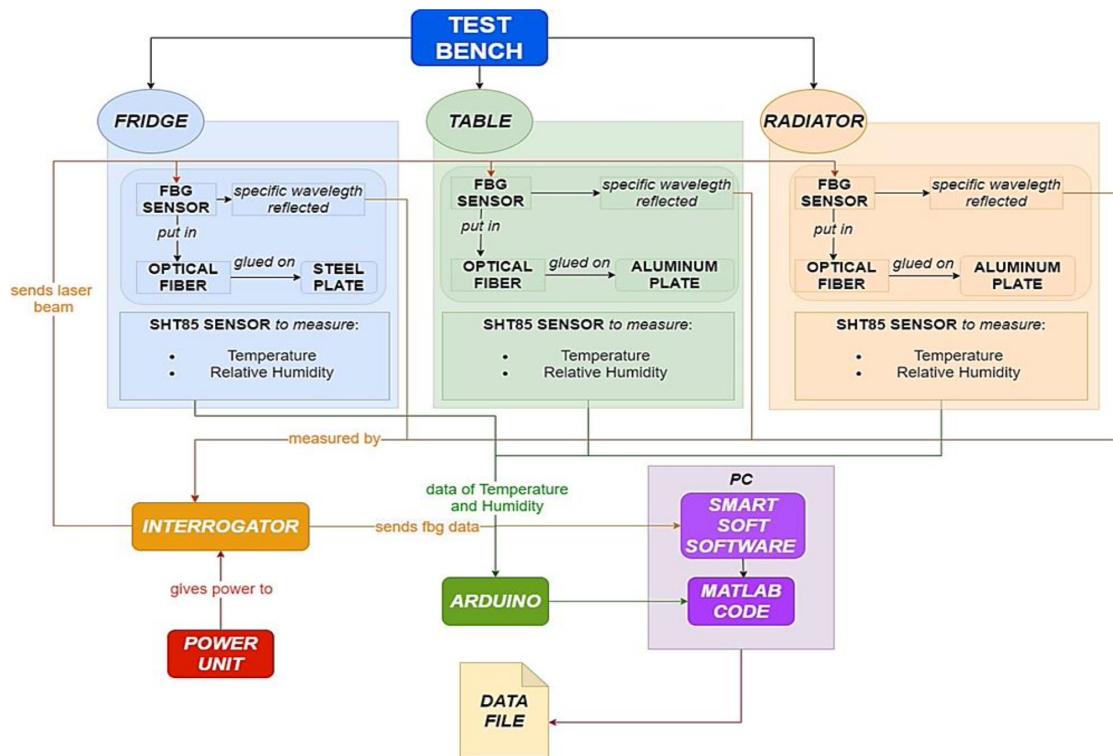 TEST
BENCH
FRIDGE
TABLE
RADIATOR
FBG
SENSOR
specific wavelegth
reflected
put in
OPTICAL
FIBER
glued on
STEEL
PLATE
SHT85 SENSOR to measure:
• Temperature
• Relative Humidity
FBG
SENSOR
specific wavelegth
reflected
put in
OPTICAL
FIBER
glued on
ALUMINUM
PLATE
SHT85 SENSOR to measure:
• Temperature
• Relative Humidity
FBG
SENSOR
specific wavelegth
reflected
put in
OPTICAL
FIBER
glued on
ALUMINUM
PLATE
SHT85 SENSOR to measure:
• Temperature
• Relative Humidity
sends laser
beam
measured by
data of Temperature
and Humidity
INTERROGATOR
sends fbg data
PC
SMART
SOFT
SOFTWARE
MATLAB
CODE
gives power to
ARDUINO
POWER
UNIT
DATA
FILE